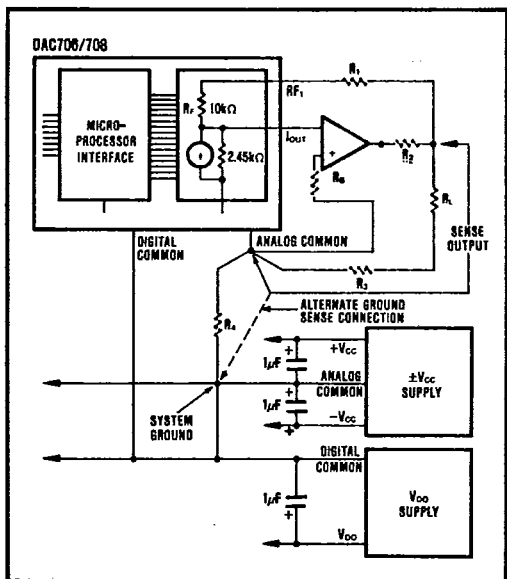 DAC706/708
MICRO-
PROCESSOR
INTERFACE
RF
10kΩ
2.45kΩ
RF1
R1
IOUT
R2
RB
RL
SENSE
OUTPUT
DIGITAL
COMMON
ANALOG COMMON
R3
R4
ALTERNATE GROUND
SENSE CONNECTION
SYSTEM
GROUND
1µF
+
+VCC
ANALOG
COMMON
1µF
+
−VCC
±VCC
SUPPLY
DIGITAL
COMMON
1µF
+
VDD
VDD
SUPPLY